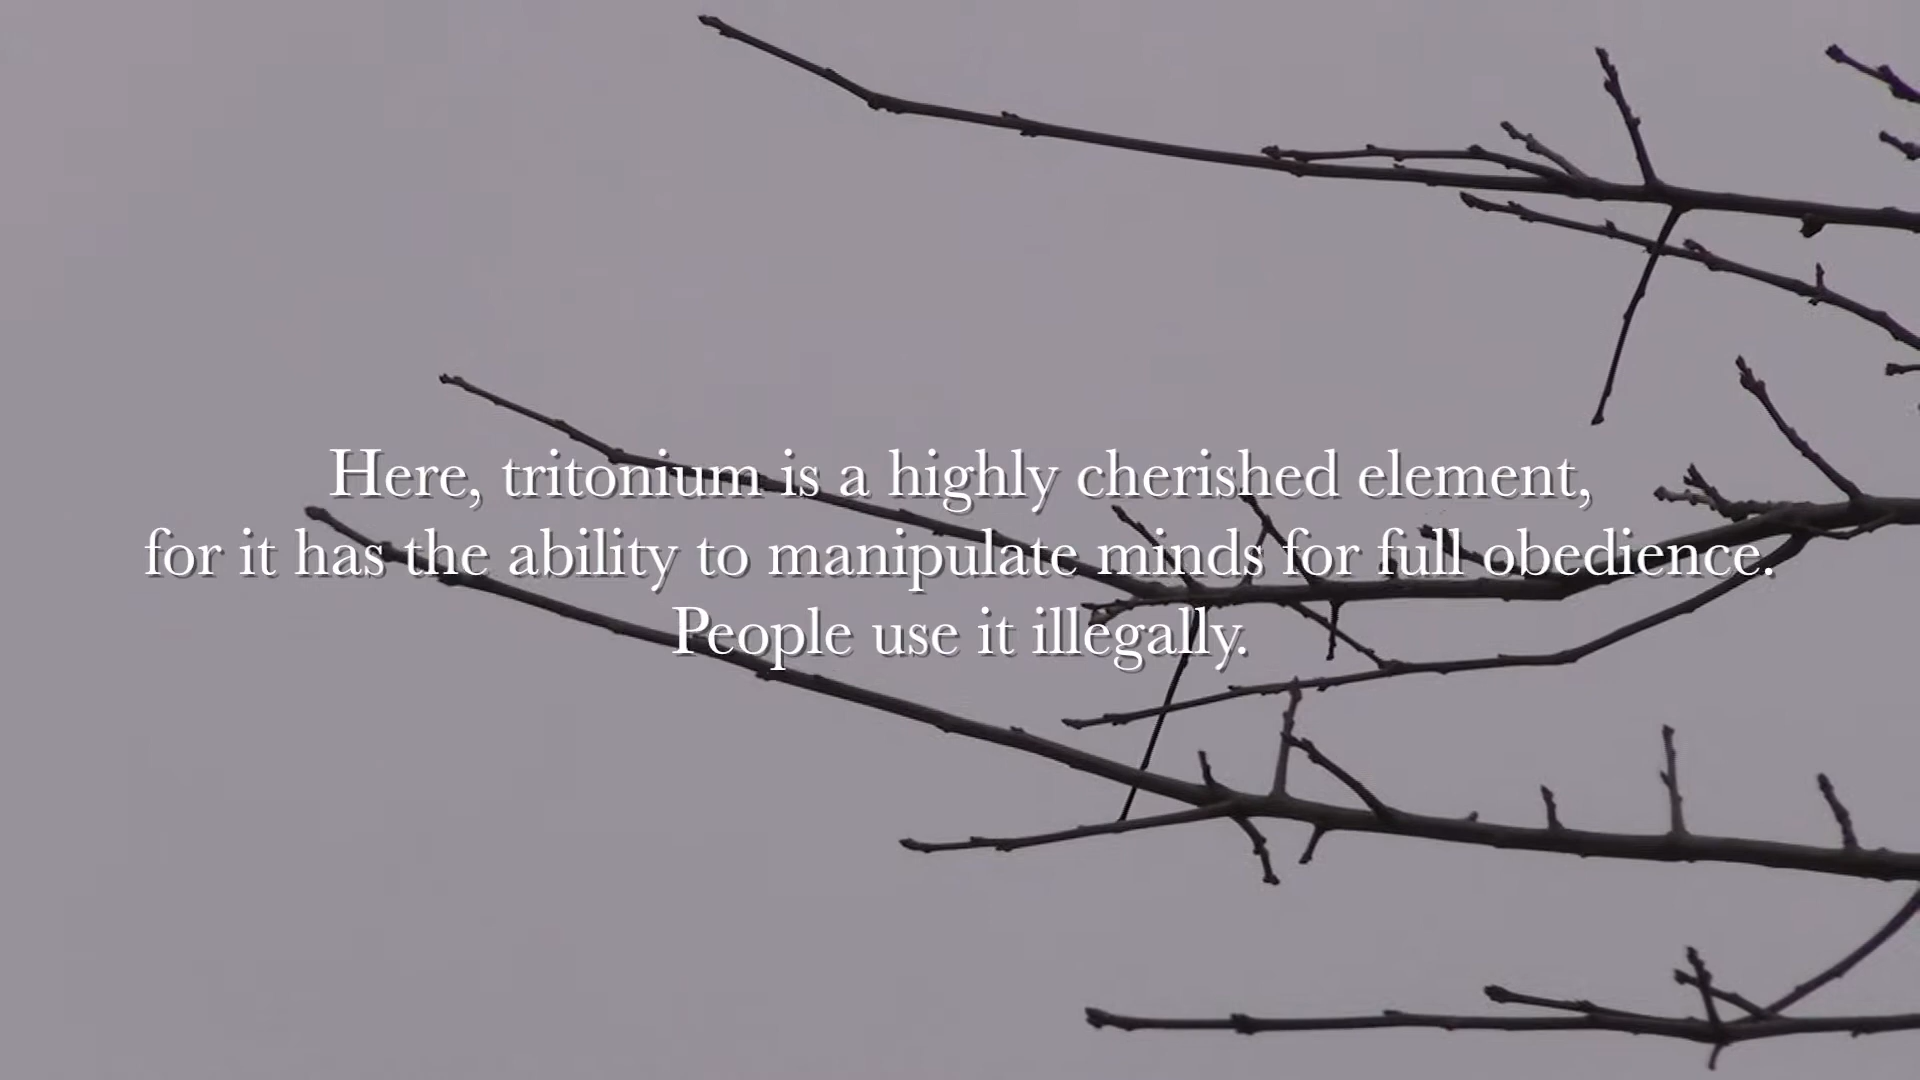 Here, tritonium is a highly cherished element,
for it has the ability to manipulate minds for full obedience.
People use it illegally.